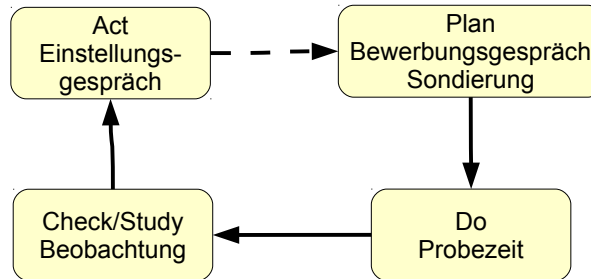 Act
Einstellungs-
gespräch
Plan
Bewerbungsgespräch
Sondierung
Check/Study
Beobachtung
Do
Probezeit